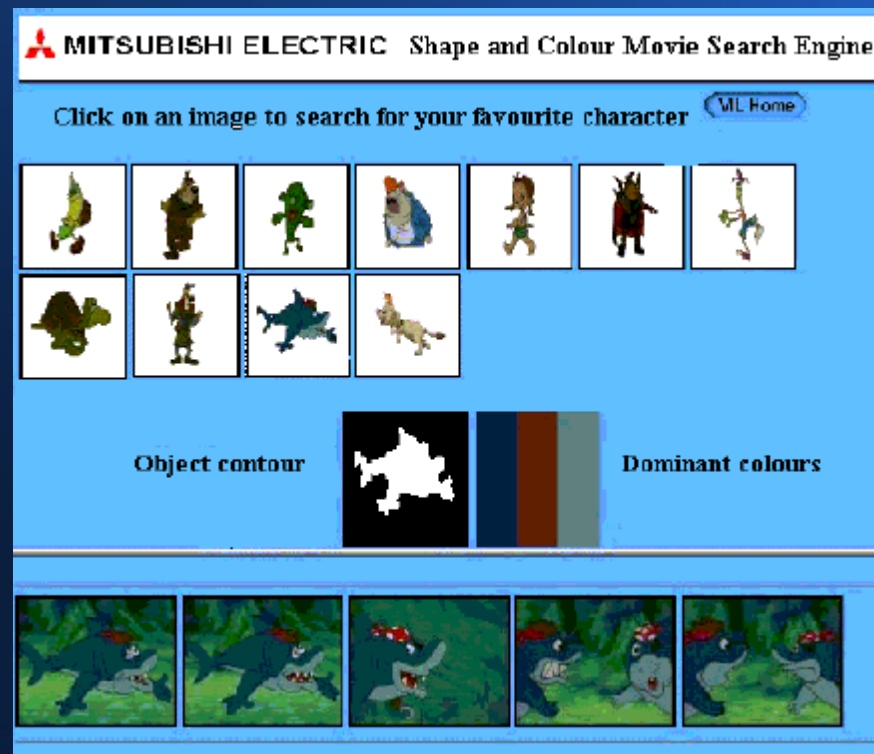 MITSUBISHI ELECTRIC Shape and Colour Movie Search Engine
Click on an image to search for your favourite character
VIL Home
Object contour
Dominant colours